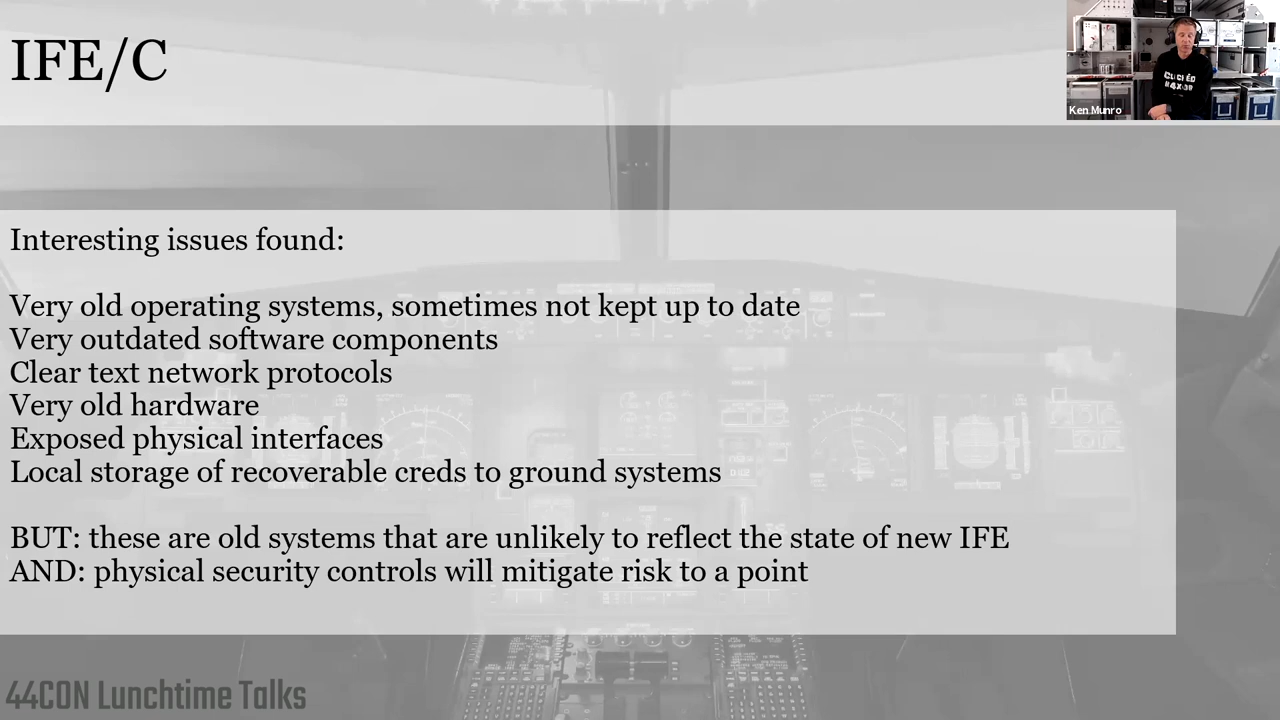 IFE/C
Ken Munro
Interesting issues found:
Very old operating systems, sometimes not kept up to date
Very outdated software components
Clear text network protocols
Very old hardware
Exposed physical interfaces
Local storage of recoverable creds to ground systems
BUT: these are old systems that are unlikely to reflect the state of new IFE
AND: physical security controls will mitigate risk to a point
44CON Lunchtime Talks